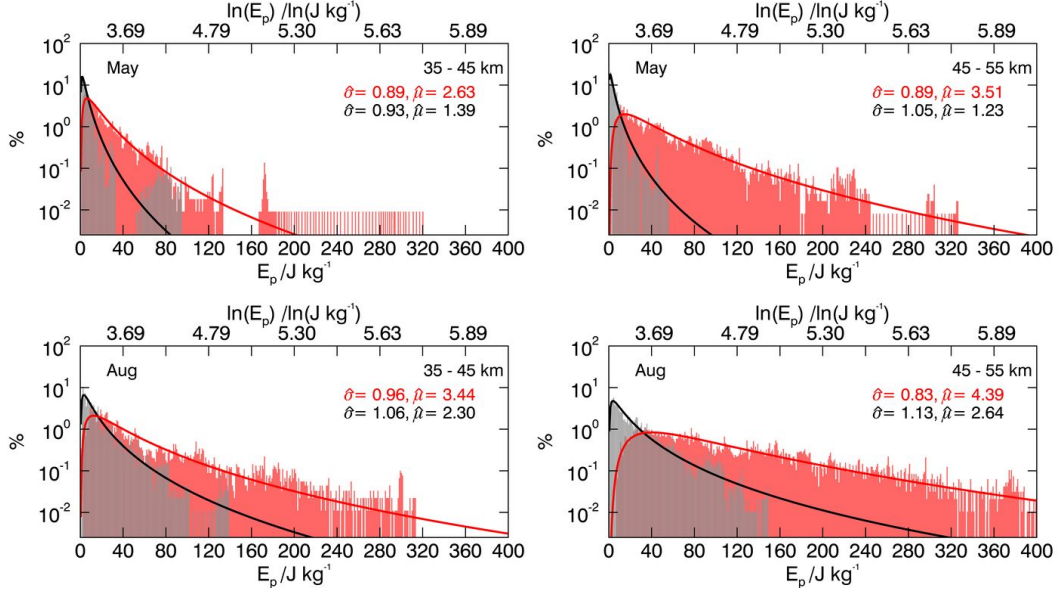 ln(Eₚ) /ln(J kg⁻¹)
3.69 4.79 5.30 5.63 5.89
10²
10¹
10⁰
10⁻¹
10⁻²
%
May
35 - 45 km
σ̂= 0.89, μ̂ = 2.63
σ̂= 0.93, μ̂ = 1.39
0 40 80 120 160 200 240 280 320 360 400
Eₚ /J kg⁻¹
ln(Eₚ) /ln(J kg⁻¹)
3.69 4.79 5.30 5.63 5.89
10²
10¹
10⁰
10⁻¹
10⁻²
%
May
45 - 55 km
σ̂= 0.89, μ̂ = 3.51
σ̂= 1.05, μ̂ = 1.23
0 40 80 120 160 200 240 280 320 360 400
Eₚ /J kg⁻¹
ln(Eₚ) /ln(J kg⁻¹)
3.69 4.79 5.30 5.63 5.89
10²
10¹
10⁰
10⁻¹
10⁻²
%
Aug
35 - 45 km
σ̂= 0.96, μ̂ = 3.44
σ̂= 1.06, μ̂ = 2.30
0 40 80 120 160 200 240 280 320 360 400
Eₚ /J kg⁻¹
ln(Eₚ) /ln(J kg⁻¹)
3.69 4.79 5.30 5.63 5.89
10²
10¹
10⁰
10⁻¹
10⁻²
%
Aug
45 - 55 km
σ̂= 0.83, μ̂ = 4.39
σ̂= 1.13, μ̂ = 2.64
0 40 80 120 160 200 240 280 320 360 400
Eₚ /J kg⁻¹